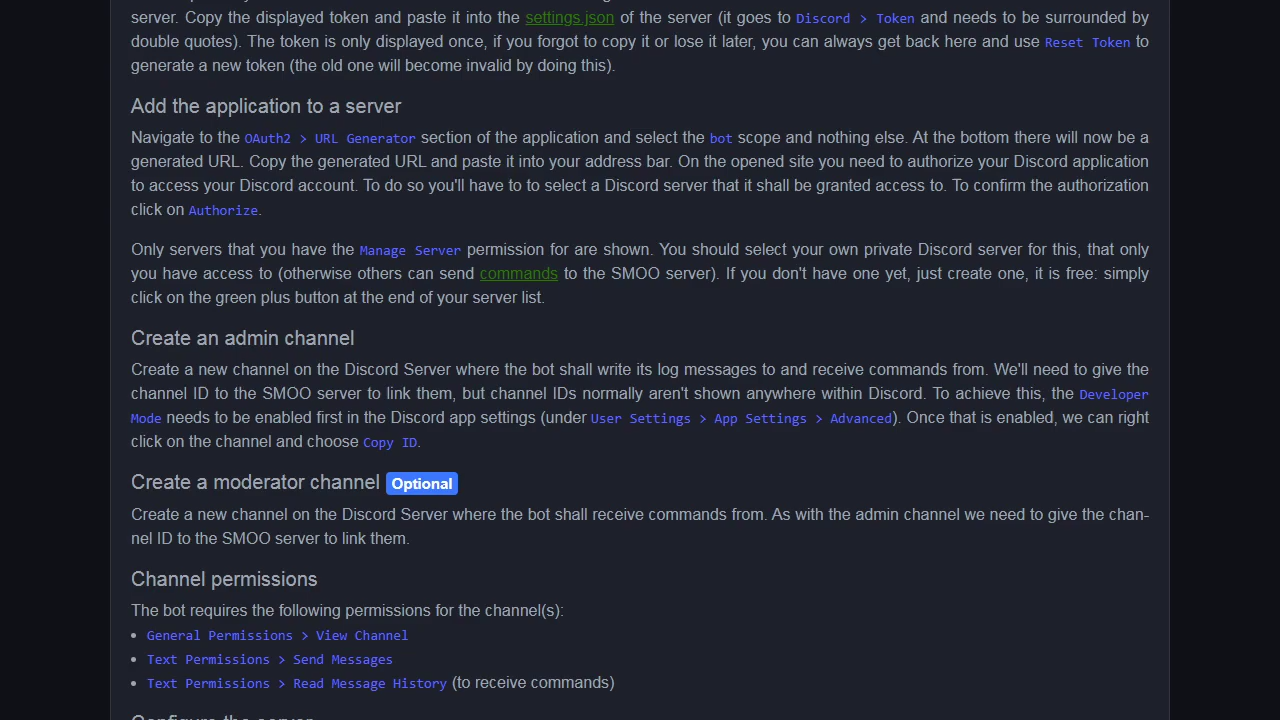 server. Copy the displayed token and paste it into the settings.json of the server (it goes to Discord > Token and needs to be surrounded by
double quotes). The token is only displayed once, if you forgot to copy it or lose it later, you can always get back here and use Reset Token to
generate a new token (the old one will become invalid by doing this).
Add the application to a server
Navigate to the OAuth2 > URL Generator section of the application and select the bot scope and nothing else. At the bottom there will now be a
generated URL. Copy the generated URL and paste it into your address bar. On the opened site you need to authorize your Discord application
to access your Discord account. To do so you'll have to to select a Discord server that it shall be granted access to. To confirm the authorization
click on Authorize.
Only servers that you have the Manage Server permission for are shown. You should select your own private Discord server for this, that only
you have access to (otherwise others can send commands to the SMOO server). If you don't have one yet, just create one, it is free: simply
click on the green plus button at the end of your server list.
Create an admin channel
Create a new channel on the Discord Server where the bot shall write its log messages to and receive commands from. We'll need to give the
channel ID to the SMOO server to link them, but channel IDs normally aren't shown anywhere within Discord. To achieve this, the Developer
Mode needs to be enabled first in the Discord app settings (under User Settings > App Settings > Advanced). Once that is enabled, we can right
click on the channel and choose Copy ID.
Create a moderator channel Optional
Create a new channel on the Discord Server where the bot shall receive commands from. As with the admin channel we need to give the chan-
nel ID to the SMOO server to link them.
Channel permissions
The bot requires the following permissions for the channel(s):
• General Permissions > View Channel
• Text Permissions > Send Messages
• Text Permissions > Read Message History (to receive commands)
Configure the server